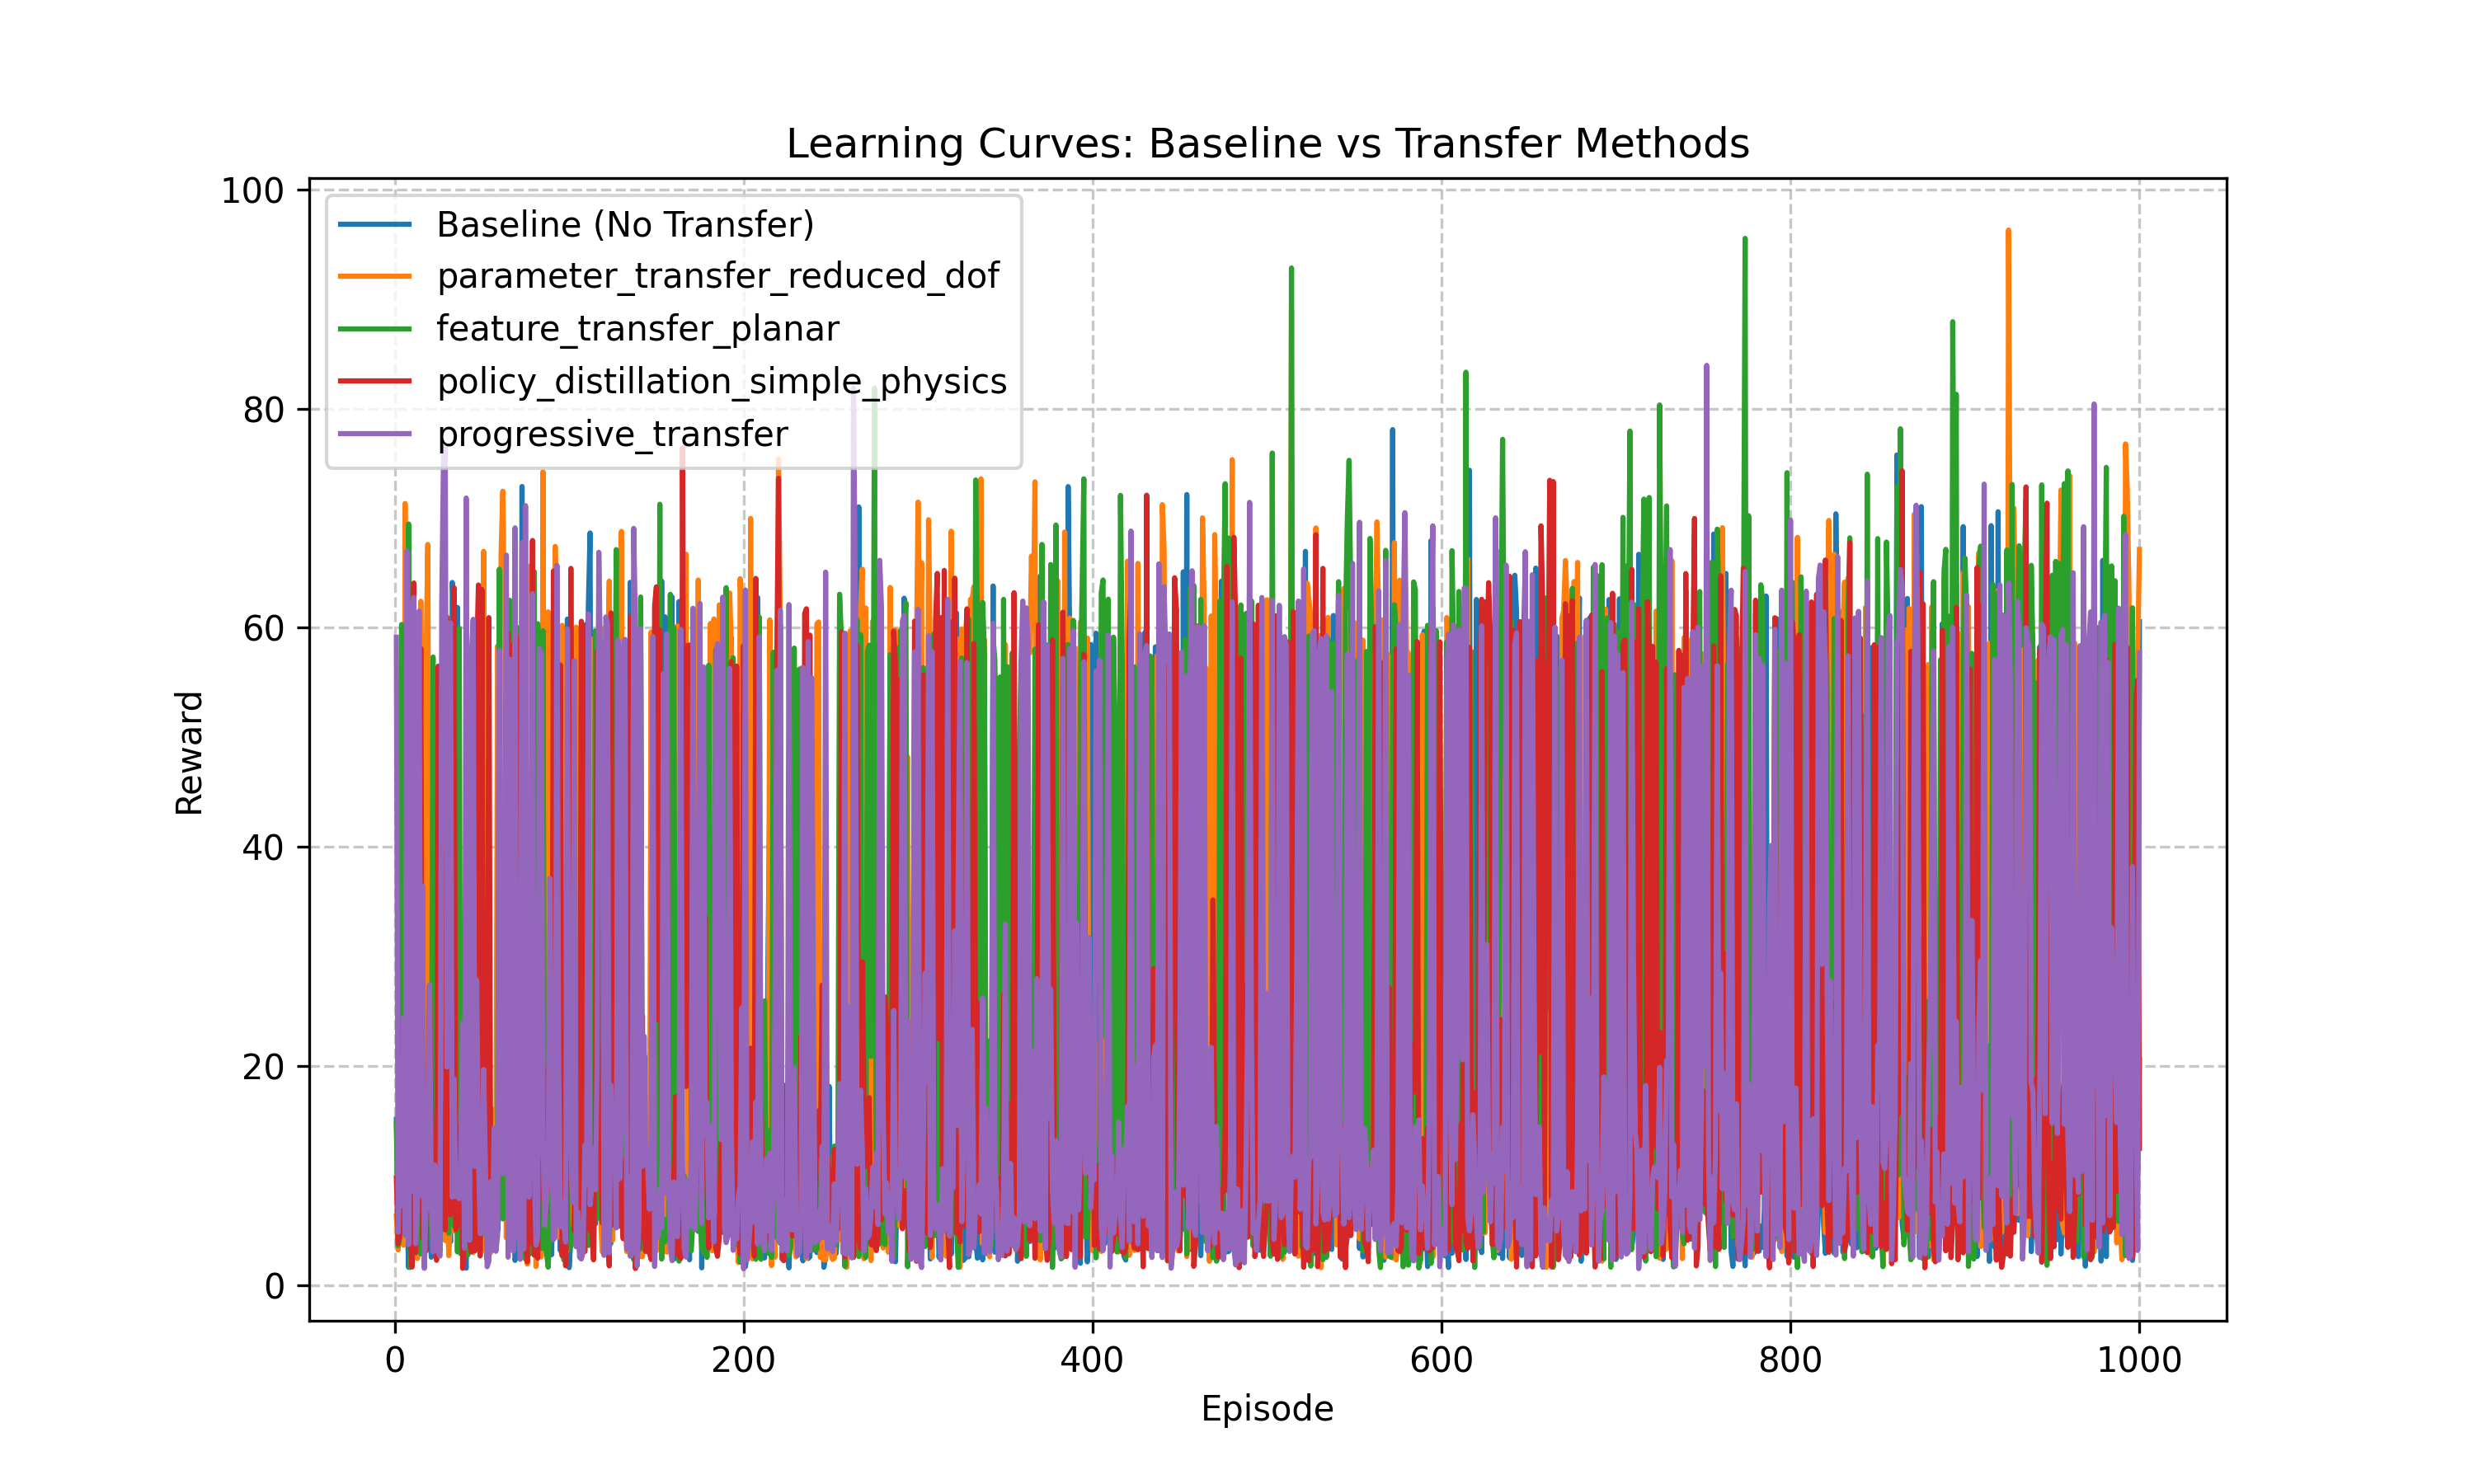 Learning Curves: Baseline vs Transfer Methods
100
80
60
40
20
0
Reward
Baseline (No Transfer)
parameter_transfer_reduced_dof
feature_transfer_planar
policy_distillation_simple_physics
progressive_transfer
0 200 400 600 800 1000
Episode